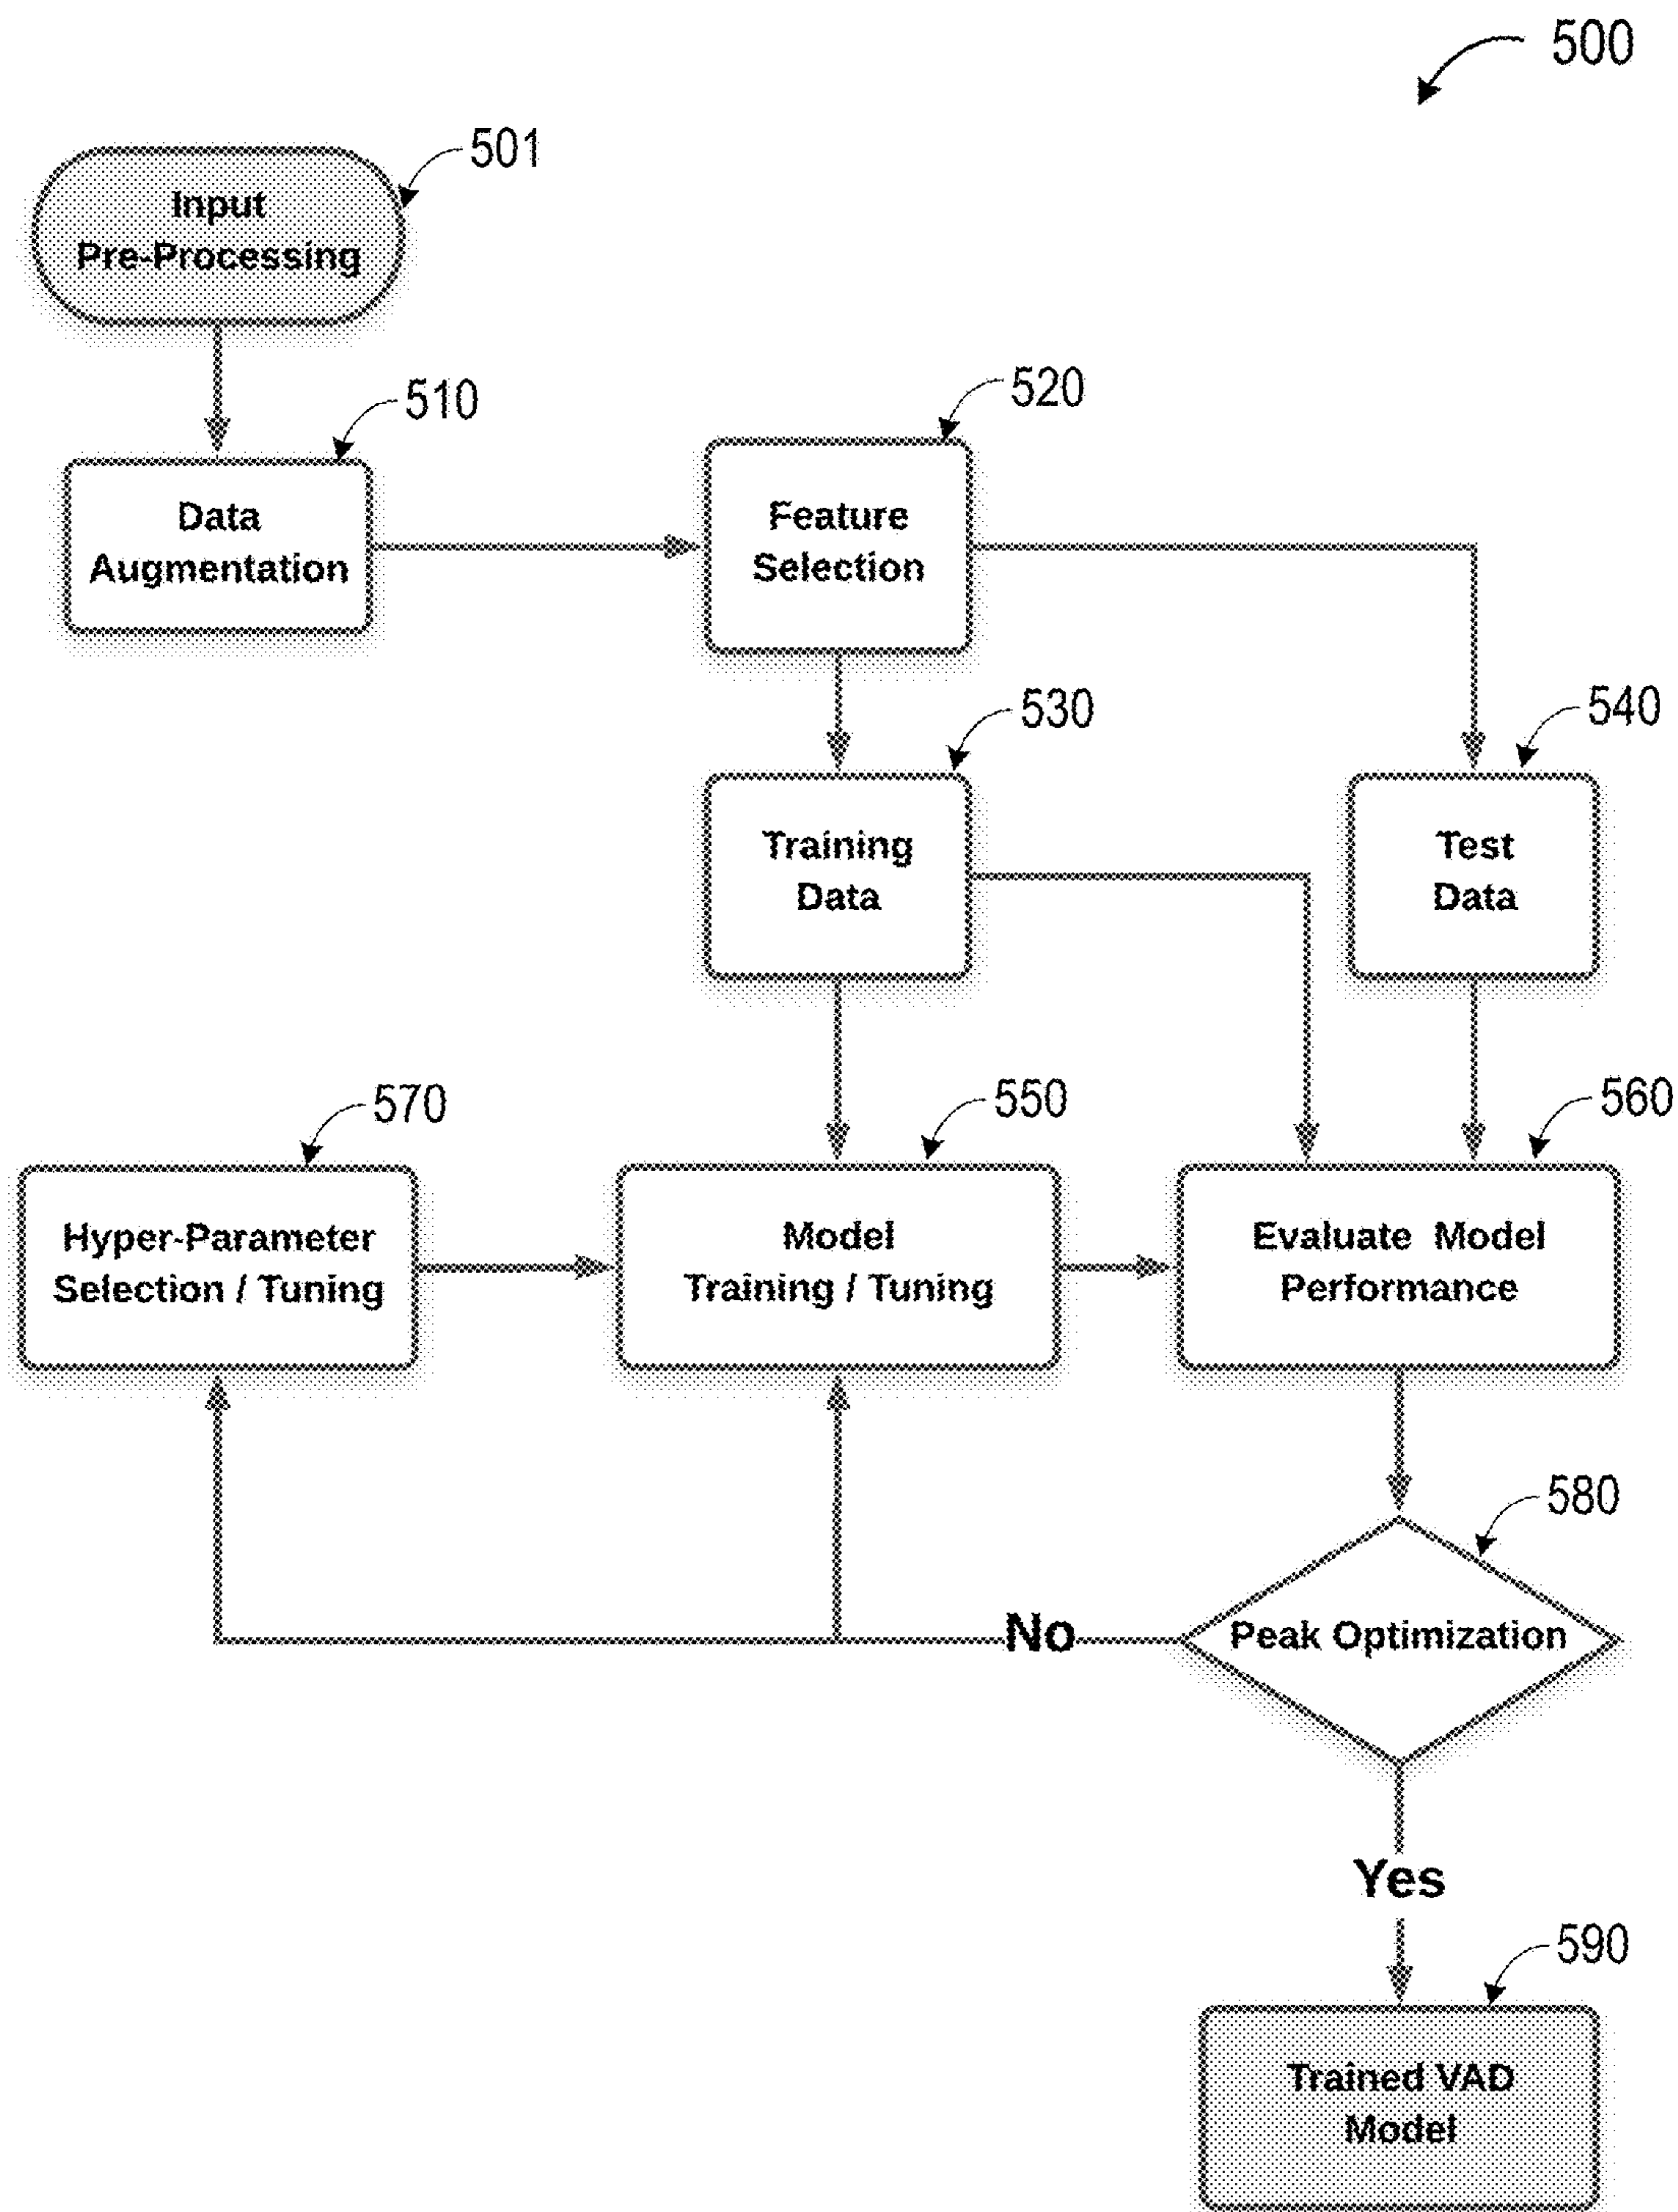 500
501
Input
Pre-Processing
510
Data
Augmentation
520
Feature
Selection
530
Training
Data
540
Test
Data
570
Hyper-Parameter
Selection / Tuning
550
Model
Training / Tuning
560
Evaluate Model
Performance
580
Peak Optimization
No
Yes
590
Trained VAD
Model